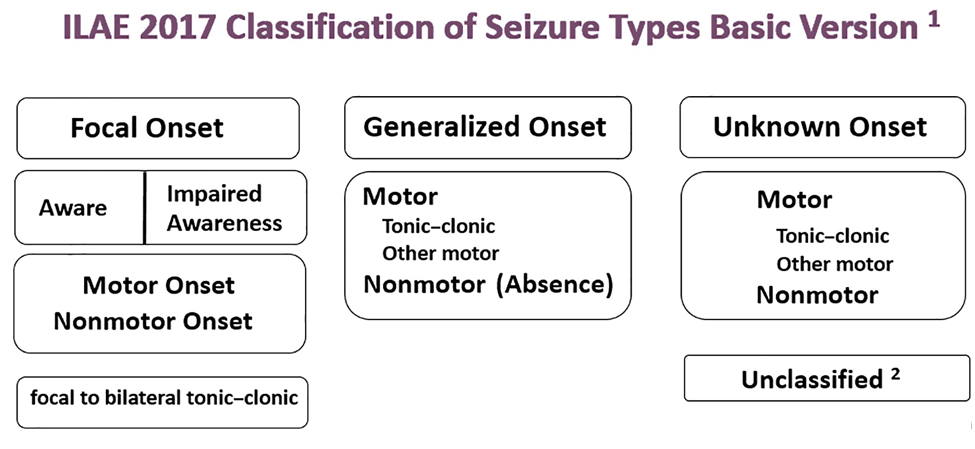 ILAE 2017 Classification of Seizure Types Basic Version ¹
Focal Onset
Aware
Impaired
Awareness
Motor Onset
Nonmotor Onset
focal to bilateral tonic–clonic
Generalized Onset
Motor
Tonic–clonic
Other motor
Nonmotor (Absence)
Unknown Onset
Motor
Tonic–clonic
Other motor
Nonmotor
Unclassified ²